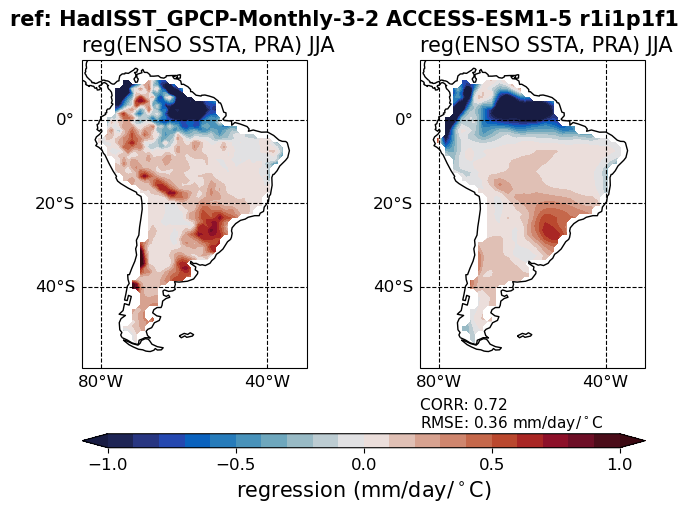 ref: HadISST_GPCP-Monthly-3-2 ACCESS-ESM1-5 r1i1p1f1
reg(ENSO SSTA, PRA) JJA
reg(ENSO SSTA, PRA) JJA
0°
20°S
40°S
80°W
40°W
0°
20°S
40°S
80°W
40°W
CORR: 0.72
RMSE: 0.36 mm/day/°C
−1.0
−0.5
0.0
0.5
1.0
regression (mm/day/°C)